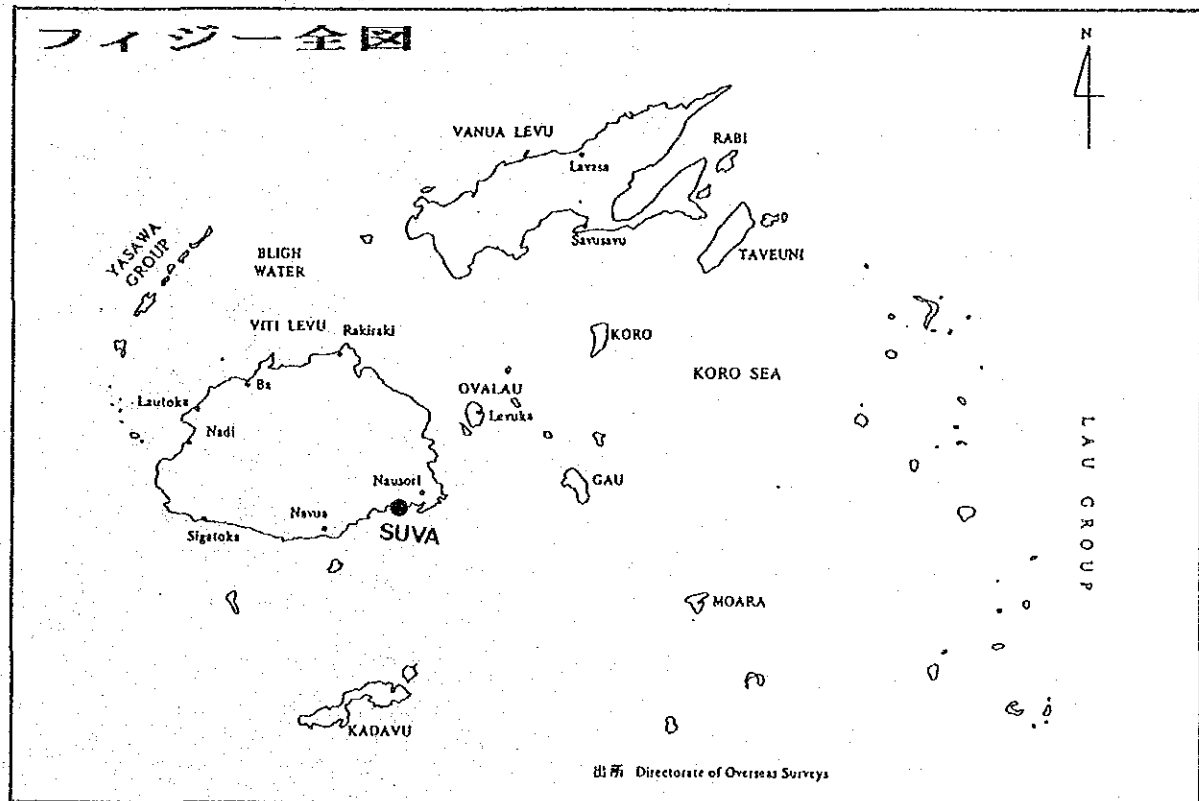 フィジー全図
N
VANUA LEVU
Lavasa
RABI
Savusavu
TAVEUNI
YASAWA
GROUP
BLIGH
WATER
VITI LEVU
Rakiraki
KORO
KORO SEA
Ba
OVALAU
Levuka
Lautoka
Nadi
LAU GROUP
GAU
Nausori
Navua
SUVA
Sigatoka
MOARA
KADAVU
出所 Directorate of Overseas Surveys